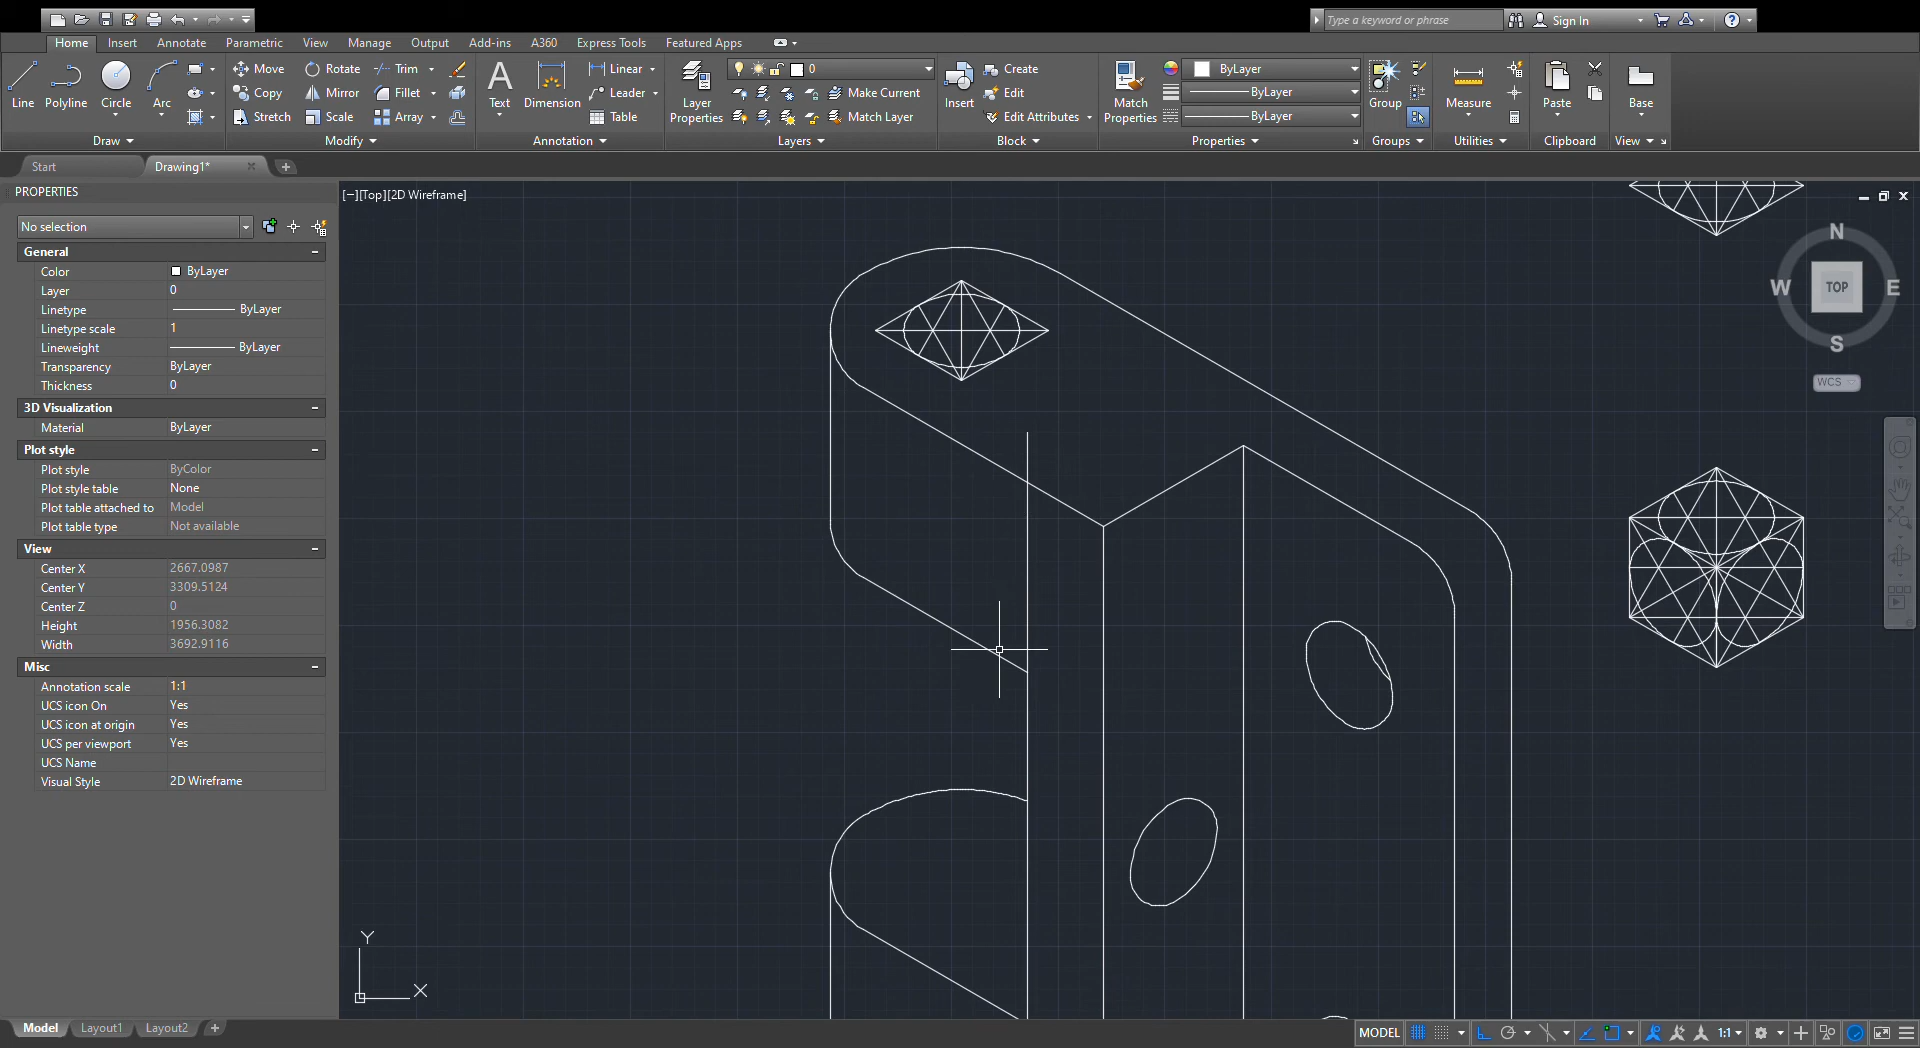 Type a keyword or phrase
Sign In
Home Insert Annotate Parametric View Manage Output Add-ins A360 Express Tools Featured Apps
Line Polyline Circle Arc
Draw
Move Rotate Trim
Copy Mirror Fillet
Stretch Scale Array
Modify
Text Dimension
Linear
Leader
Table
Annotation
Layer Properties
0
Make Current
Match Layer
Layers
Insert
Create
Edit
Edit Attributes
Block
Match Properties
ByLayer
ByLayer
ByLayer
Properties
Group
Groups
Measure
Utilities
Paste
Clipboard
Base
View
Start Drawing1*
PROPERTIES
No selection
General
Color ByLayer
Layer 0
Linetype ByLayer
Linetype scale 1
Lineweight ByLayer
Transparency ByLayer
Thickness 0
3D Visualization
Material ByLayer
Plot style
Plot style ByColor
Plot style table None
Plot table attached to Model
Plot table type Not available
View
Center X 2667.0987
Center Y 3309.5124
Center Z 0
Height 1956.3082
Width 3692.9116
Misc
Annotation scale 1:1
UCS icon On Yes
UCS icon at origin Yes
UCS per viewport Yes
UCS Name
Visual Style 2D Wireframe
[−][Top][2D Wireframe]
N
W TOP E
S
WCS
Y
X
Model Layout1 Layout2
MODEL 1:1